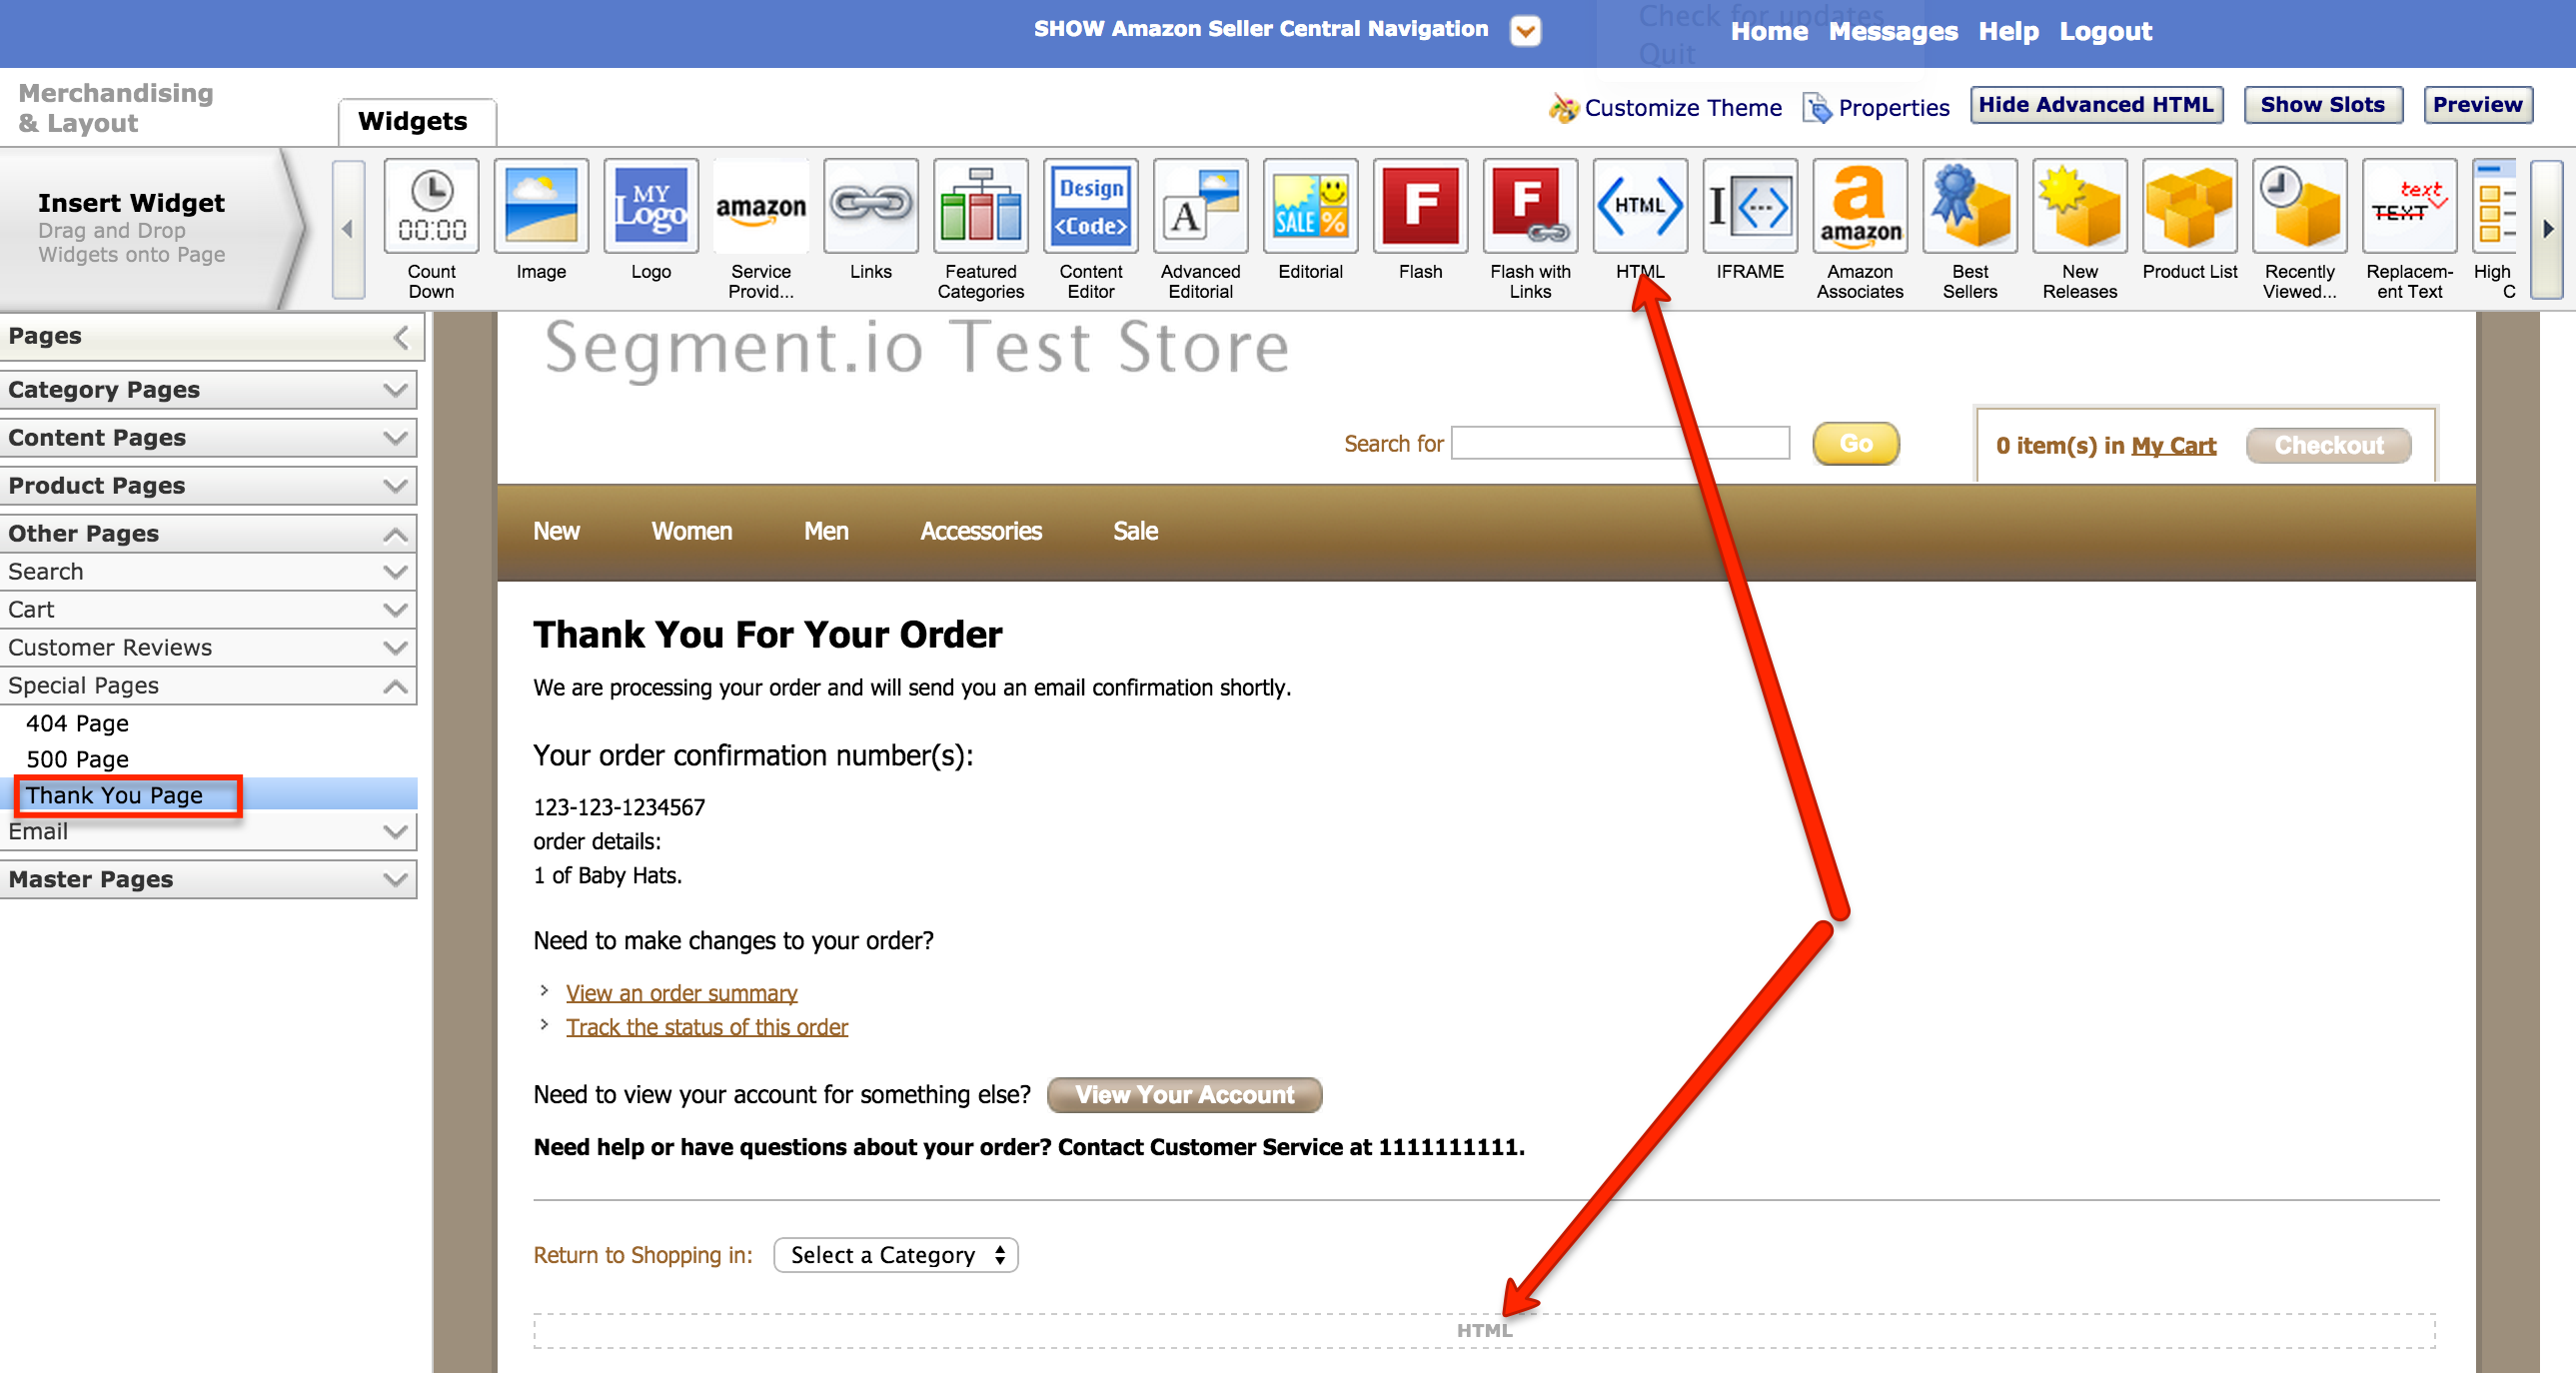 SHOW Amazon Seller Central Navigation
Check for updates
Quit
Home Messages Help Logout
Merchandising
& Layout
Widgets
Customize Theme
Properties
Hide Advanced HTML
Show Slots
Preview
Insert Widget
Drag and Drop
Widgets onto Page
00:00
Count
Down
Image
MY
Logo
Logo
amazon
Service
Provid...
Links
Featured
Categories
Design
<Code>
Content
Editor
A
Advanced
Editorial
SALE %
Editorial
F
Flash
F
Flash with
Links
HTML
HTML
I
IFRAME
a
amazon
Amazon
Associates
Best
Sellers
New
Releases
Product List
Recently
Viewed...
text
TEXT
Replacem-
ent Text
High
C
Pages
Category Pages
Content Pages
Product Pages
Other Pages
Search
Cart
Customer Reviews
Special Pages
404 Page
500 Page
Thank You Page
Email
Master Pages
Segment.io Test Store
Search for
Go
0 item(s) in My Cart
Checkout
New Women Men Accessories Sale
Thank You For Your Order
We are processing your order and will send you an email confirmation shortly.
Your order confirmation number(s):
123-123-1234567
order details:
1 of Baby Hats.
Need to make changes to your order?
View an order summary
Track the status of this order
Need to view your account for something else? View Your Account
Need help or have questions about your order? Contact Customer Service at 1111111111.
Return to Shopping in: Select a Category
HTML